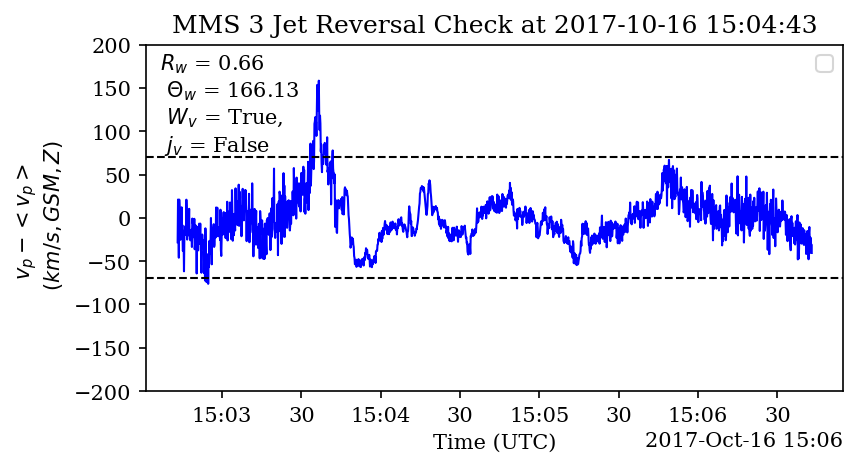 MMS 3 Jet Reversal Check at 2017-10-16 15:04:43
R_w = 0.66
Θ_w = 166.13
W_v = True,
j_v = False
v_p − < v_p >
(km/s, GSM, Z)
200
150
100
50
0
−50
−100
−150
−200
15:03 30 15:04 30 15:05 30 15:06 30
Time (UTC) 2017-Oct-16 15:06